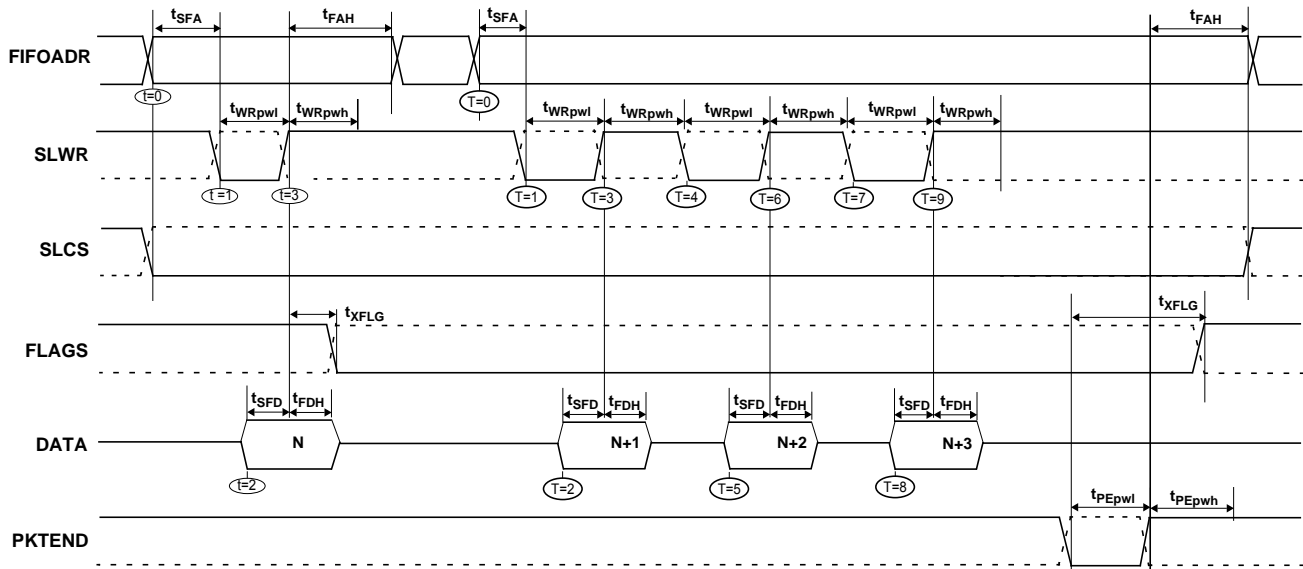 tSFA tFAH tSFA tFAH
FIFOADR
t=0 T=0
tWRpwl tWRpwh tWRpwl tWRpwh tWRpwl tWRpwh tWRpwl tWRpwh
SLWR
t =1 t=3 T=1 T=3 T=4 T=6 T=7 T=9
SLCS
tXFLG tXFLG
FLAGS
tSFD tFDH tSFD tFDH tSFD tFDH tSFD tFDH
DATA N N+1 N+2 N+3
t=2 T=2 T=5 T=8
tPEpwl tPEpwh
PKTEND